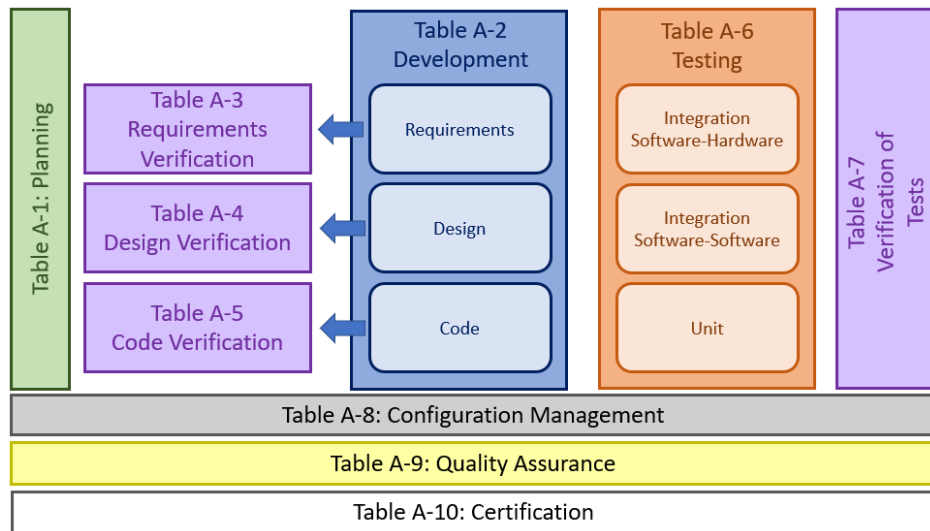 Table A-1: Planning
Table A-3
Requirements
Verification
Table A-4
Design Verification
Table A-5
Code Verification
Table A-2
Development
Requirements
Design
Code
Table A-6
Testing
Integration
Software-Hardware
Integration
Software-Software
Unit
Table A-7
Verification of
Tests
Table A-8: Configuration Management
Table A-9: Quality Assurance
Table A-10: Certification